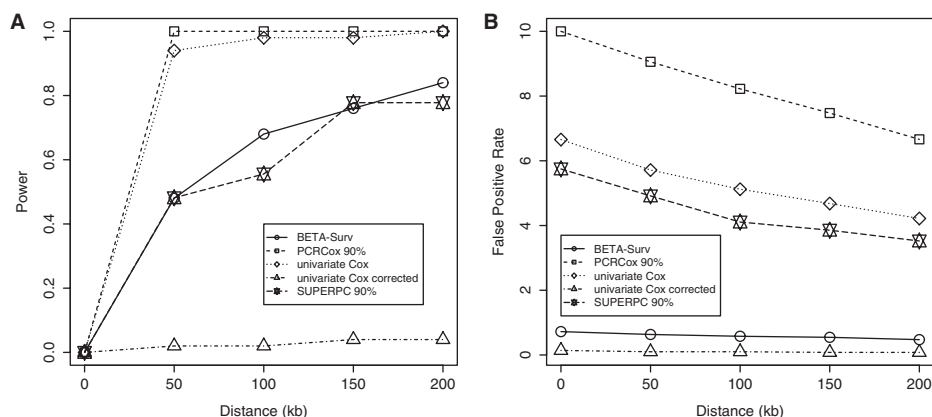 A
Power
1.0
0.8
0.6
0.4
0.2
0.0
BETA-Surv
PCRCox 90%
univariate Cox
univariate Cox corrected
SUPERPC 90%
0 50 100 150 200
Distance (kb)
B
False Positive Rate
10
8
6
4
2
0
BETA-Surv
PCRCox 90%
univariate Cox
univariate Cox corrected
SUPERPC 90%
0 50 100 150 200
Distance (kb)